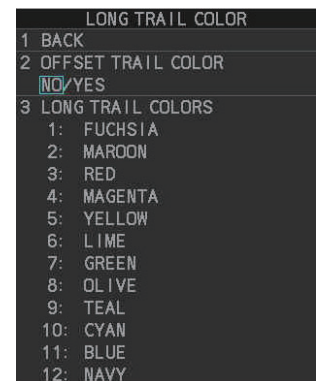 LONG TRAIL COLOR
1 BACK
2 OFFSET TRAIL COLOR
NO/YES
3 LONG TRAIL COLORS
1: FUCHSIA
2: MAROON
3: RED
4: MAGENTA
5: YELLOW
6: LIME
7: GREEN
8: OLIVE
9: TEAL
10: CYAN
11: BLUE
12: NAVY